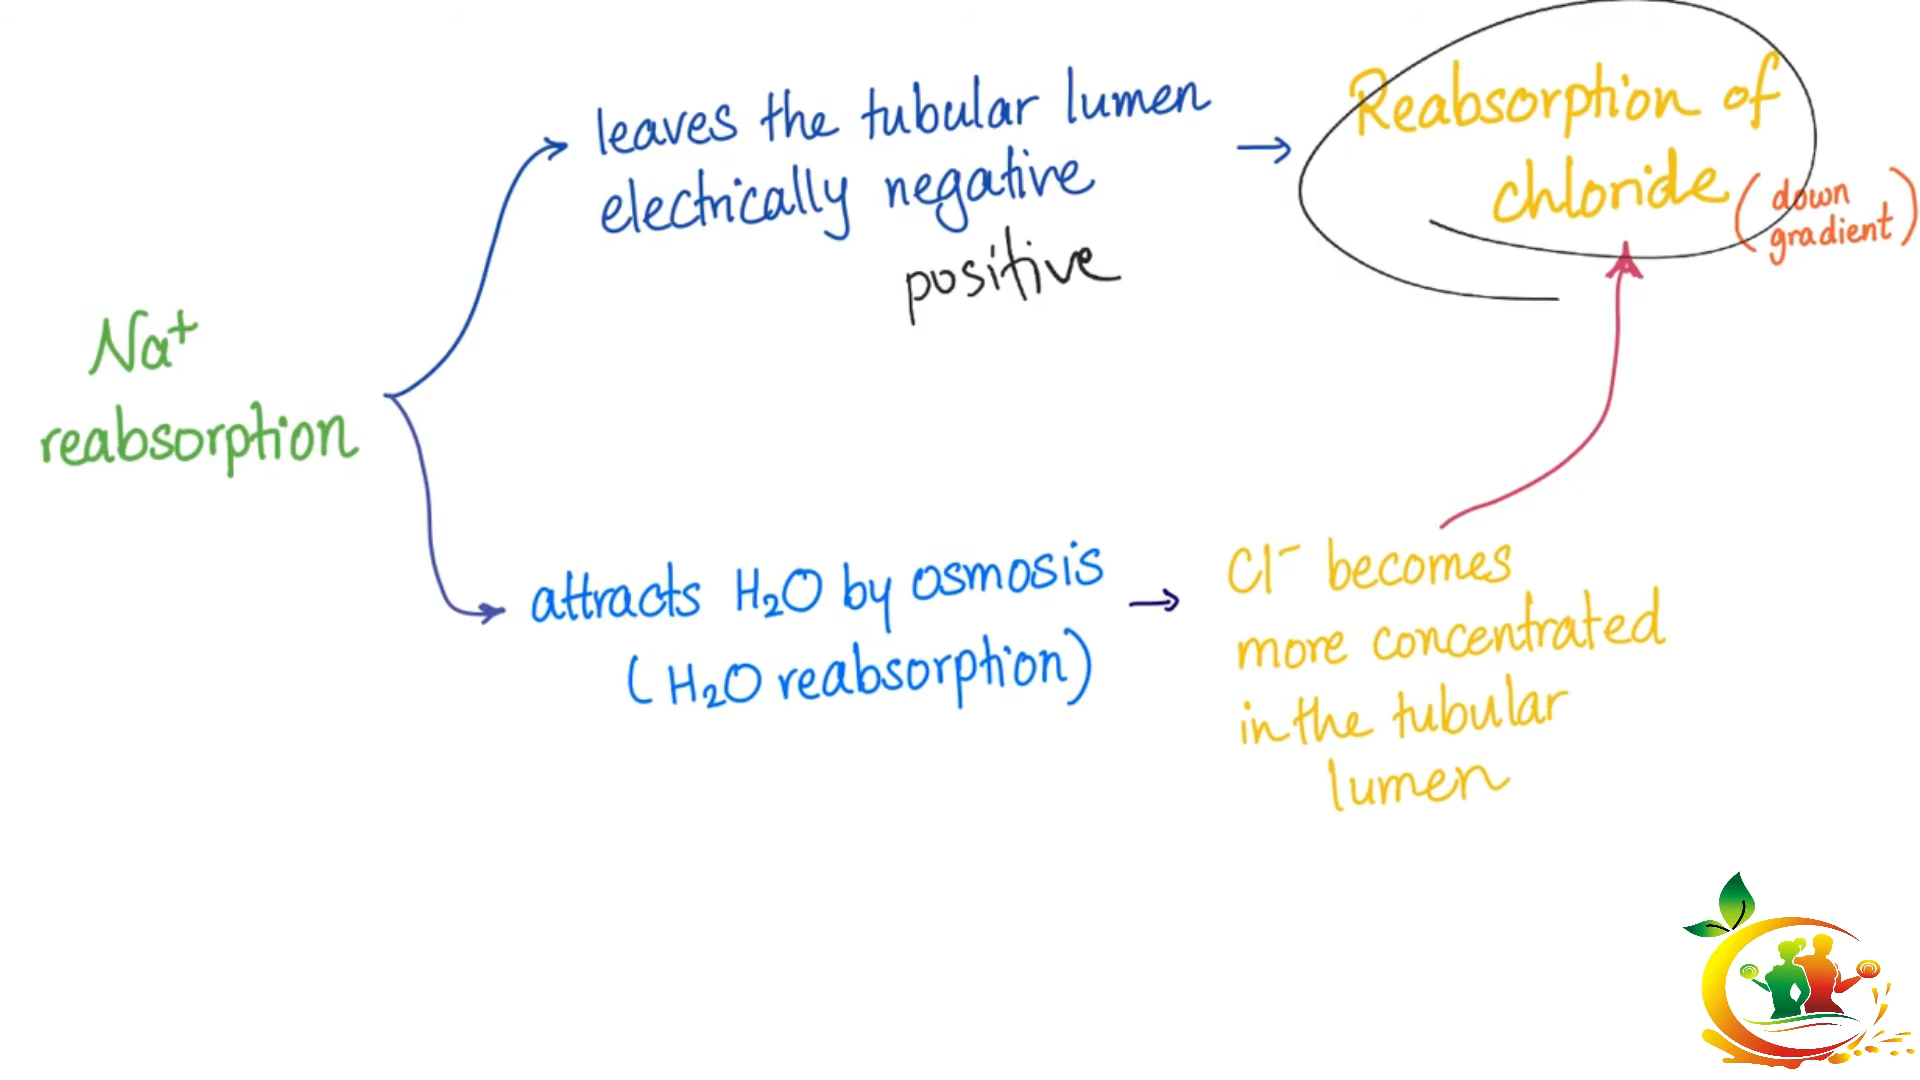 Na⁺
reabsorption
leaves the tubular lumen
electrically negative
positive
Reabsorption of
chloride
(down
gradient)
attracts H₂O by osmosis
(H₂O reabsorption)
Cl⁻ becomes
more concentrated
in the tubular
lumen